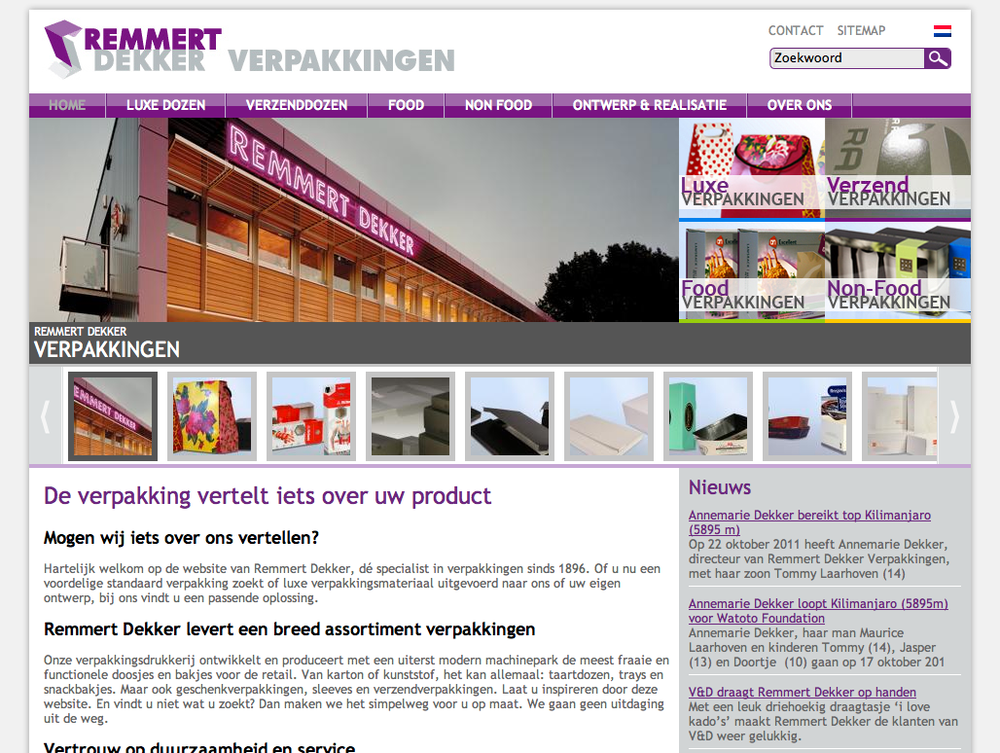 REMMERT
DEKKER VERPAKKINGEN
CONTACT SITEMAP
Zoekwoord
HOME LUXE DOZEN VERZENDDOZEN FOOD NON FOOD ONTWERP & REALISATIE OVER ONS
REMMERT DEKKER
Luxe
VERPAKKINGEN
Verzend
VERPAKKINGEN
Food
VERPAKKINGEN
Non-Food
VERPAKKINGEN
REMMERT DEKKER
VERPAKKINGEN
EMMERT DEKKER
De verpakking vertelt iets over uw product
Mogen wij iets over ons vertellen?
Hartelijk welkom op de website van Remmert Dekker, dé specialist in verpakkingen sinds 1896. Of u nu een
voordelige standaard verpakking zoekt of luxe verpakkingsmateriaal uitgevoerd naar ons of uw eigen
ontwerp, bij ons vindt u een passende oplossing.
Remmert Dekker levert een breed assortiment verpakkingen
Onze verpakkingsdrukkerij ontwikkelt en produceert met een uiterst modern machinepark de meest fraaie en
functionele doosjes en bakjes voor de retail. Van karton of kunststof, het kan allemaal: taartdozen, trays en
snackbakjes. Maar ook geschenkverpakkingen, sleeves en verzendverpakkingen. Laat u inspireren door deze
website. En vindt u niet wat u zoekt? Dan maken we het simpelweg voor u op maat. We gaan geen uitdaging
uit de weg.
Vertrouw op duurzaamheid en service
Nieuws
Annemarie Dekker bereikt top Kilimanjaro
(5895 m)
Op 22 oktober 2011 heeft Annemarie Dekker,
directeur van Remmert Dekker Verpakkingen,
met haar zoon Tommy Laarhoven (14)
Annemarie Dekker loopt Kilimanjaro (5895m)
voor Watoto Foundation
Annemarie Dekker, haar man Maurice
Laarhoven en kinderen Tommy (14), Jasper
(13) en Doortje (10) gaan op 17 oktober 201
V&D draagt Remmert Dekker op handen
Met een leuk driehoekig draagtasje ‘i love
kado’s’ maakt Remmert Dekker de klanten van
V&D weer gelukkig.